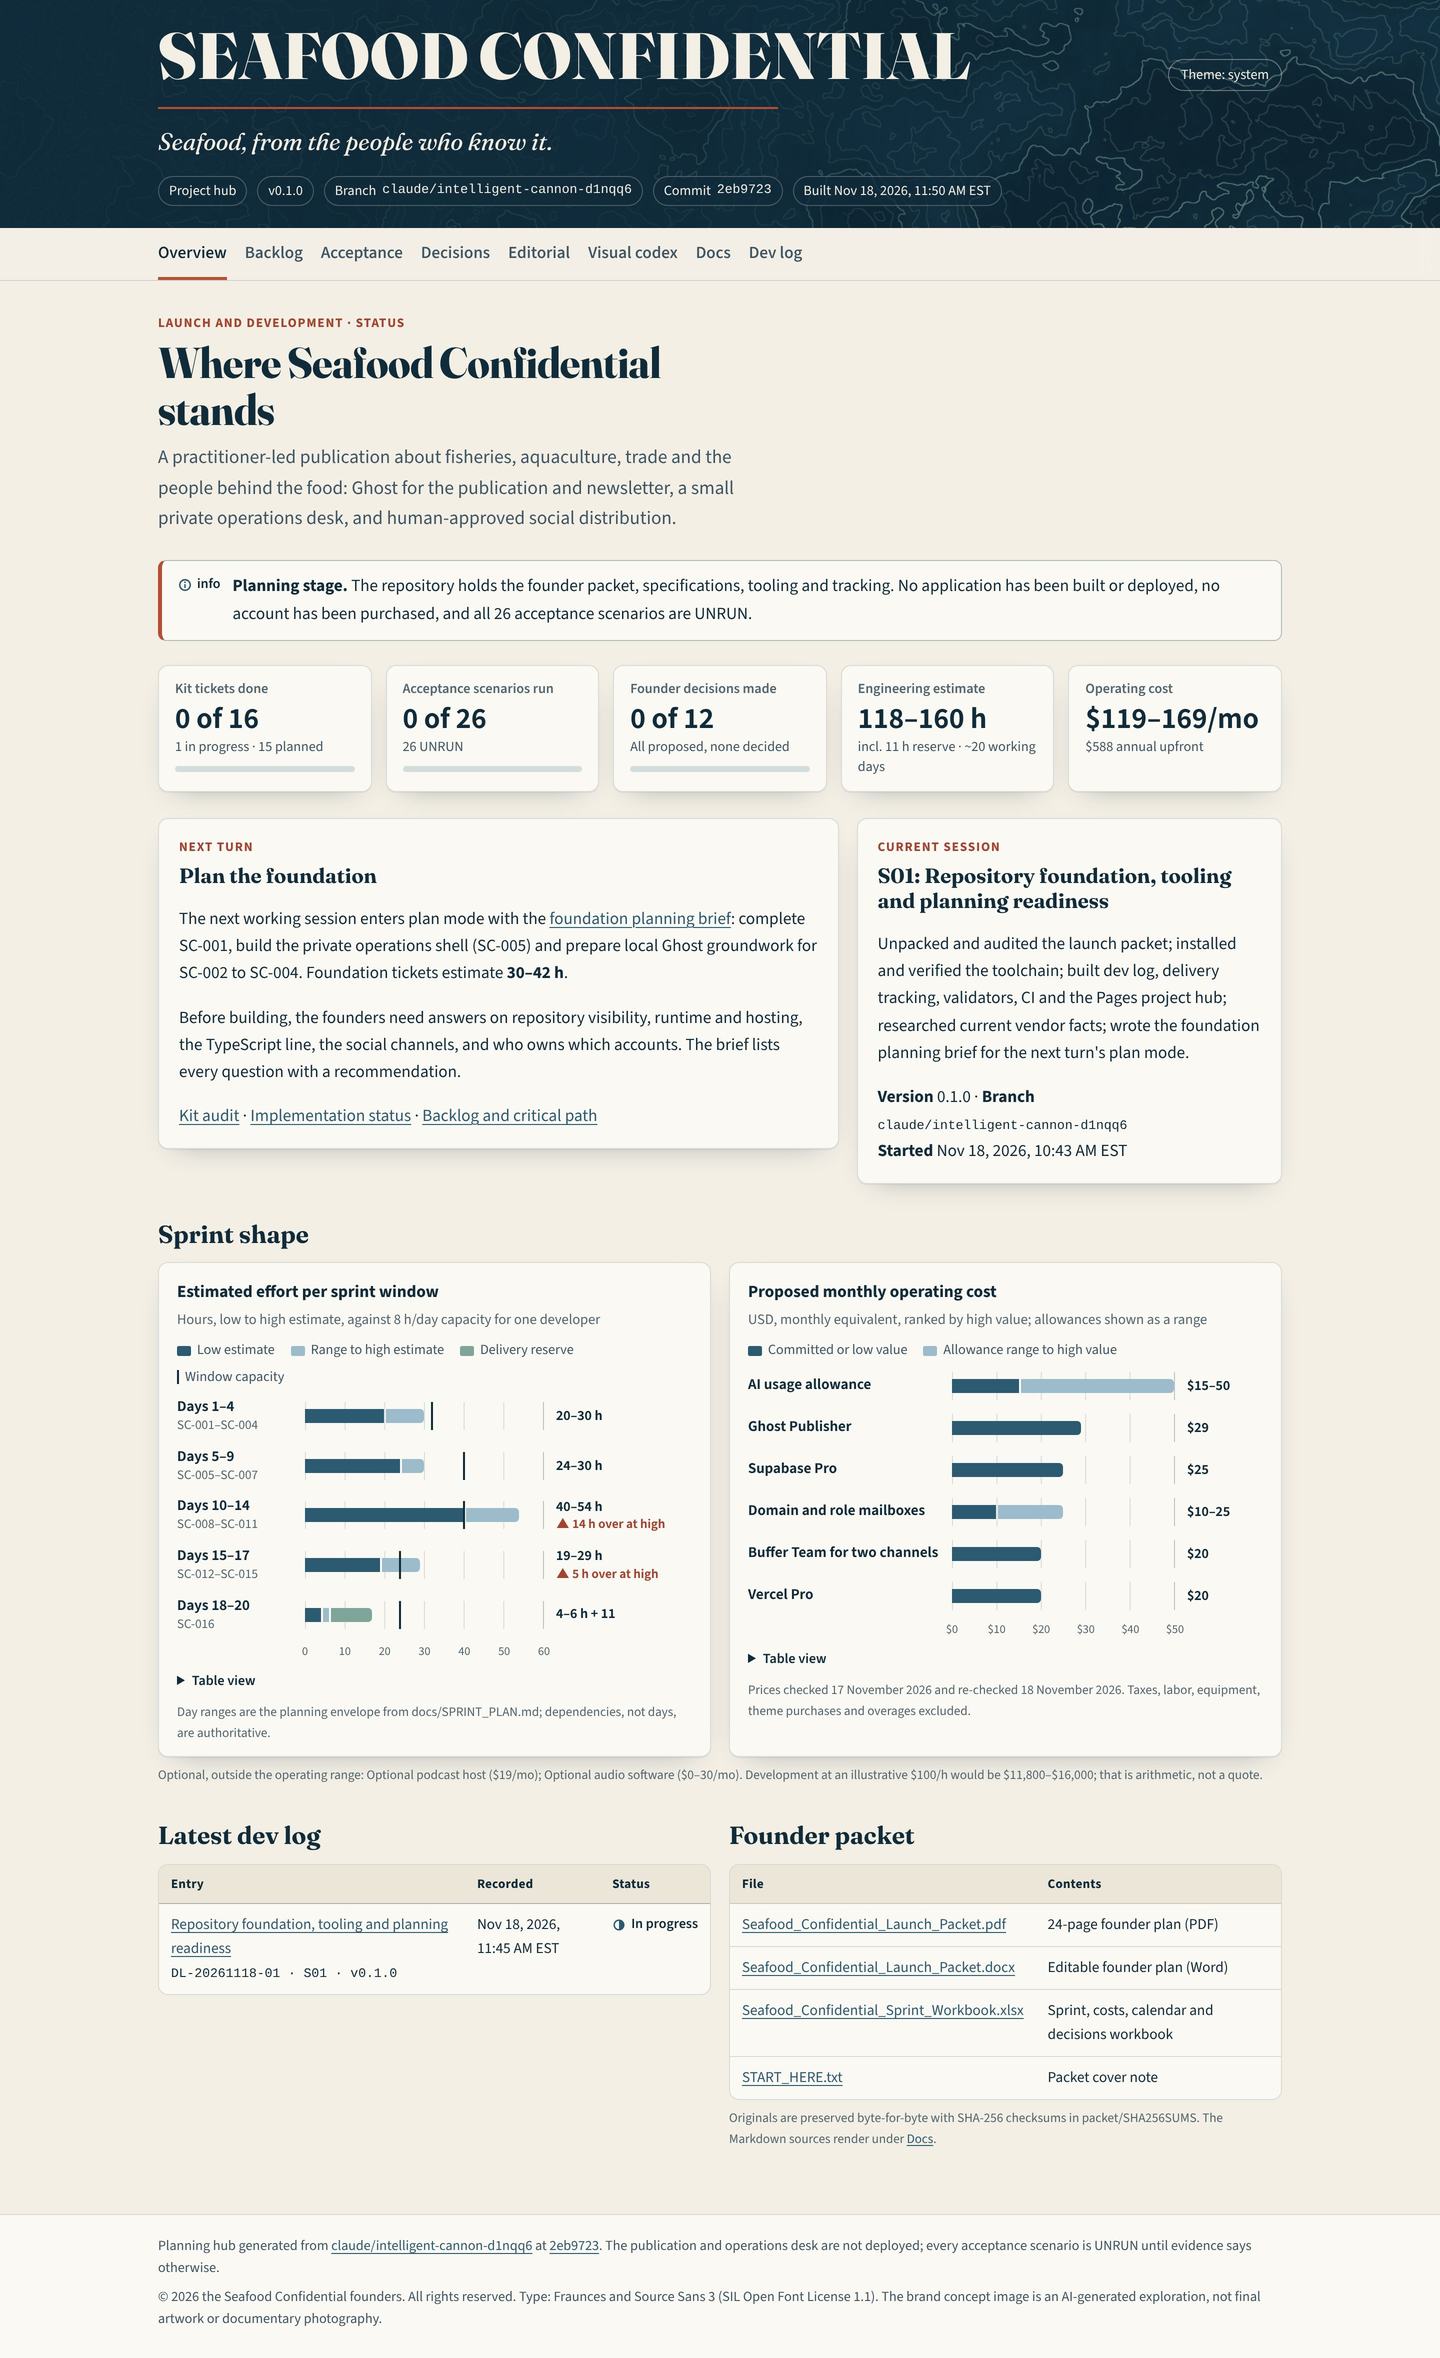 SEAFOOD CONFIDENTIAL
Theme: system
Seafood, from the people who know it.
Project hub
v0.1.0
Branch claude/intelligent-cannon-d1nqq6
Commit 2eb9723
Built Nov 18, 2026, 11:50 AM EST
Overview Backlog Acceptance Decisions Editorial Visual codex Docs Dev log
LAUNCH AND DEVELOPMENT · STATUS
Where Seafood Confidential
stands
A practitioner-led publication about fisheries, aquaculture, trade and the
people behind the food: Ghost for the publication and newsletter, a small
private operations desk, and human-approved social distribution.
info
Planning stage. The repository holds the founder packet, specifications, tooling and tracking. No application has been built or deployed, no
account has been purchased, and all 26 acceptance scenarios are UNRUN.
Kit tickets done
0 of 16
1 in progress · 15 planned
Acceptance scenarios run
0 of 26
26 UNRUN
Founder decisions made
0 of 12
All proposed, none decided
Engineering estimate
118–160 h
incl. 11 h reserve · ~20 working
days
Operating cost
$119–169/mo
$588 annual upfront
NEXT TURN
Plan the foundation
The next working session enters plan mode with the foundation planning brief: complete
SC-001, build the private operations shell (SC-005) and prepare local Ghost groundwork for
SC-002 to SC-004. Foundation tickets estimate 30–42 h.
Before building, the founders need answers on repository visibility, runtime and hosting,
the TypeScript line, the social channels, and who owns which accounts. The brief lists
every question with a recommendation.
Kit audit · Implementation status · Backlog and critical path
CURRENT SESSION
S01: Repository foundation, tooling
and planning readiness
Unpacked and audited the launch packet; installed
and verified the toolchain; built dev log, delivery
tracking, validators, CI and the Pages project hub;
researched current vendor facts; wrote the foundation
planning brief for the next turn's plan mode.
Version 0.1.0 · Branch
claude/intelligent-cannon-d1nqq6
Started Nov 18, 2026, 10:43 AM EST
Sprint shape
Estimated effort per sprint window
Hours, low to high estimate, against 8 h/day capacity for one developer
Low estimate
Range to high estimate
Delivery reserve
Window capacity
Days 1–4
SC-001–SC-004
20–30 h
Days 5–9
SC-005–SC-007
24–30 h
Days 10–14
SC-008–SC-011
40–54 h
▲ 14 h over at high
Days 15–17
SC-012–SC-015
19–29 h
▲ 5 h over at high
Days 18–20
SC-016
4–6 h + 11
0 10 20 30 40 50 60
▶ Table view
Day ranges are the planning envelope from docs/SPRINT_PLAN.md; dependencies, not days,
are authoritative.
Proposed monthly operating cost
USD, monthly equivalent, ranked by high value; allowances shown as a range
Committed or low value
Allowance range to high value
AI usage allowance
$15–50
Ghost Publisher
$29
Supabase Pro
$25
Domain and role mailboxes
$10–25
Buffer Team for two channels
$20
Vercel Pro
$20
$0 $10 $20 $30 $40 $50
▶ Table view
Prices checked 17 November 2026 and re-checked 18 November 2026. Taxes, labor, equipment,
theme purchases and overages excluded.
Optional, outside the operating range: Optional podcast host ($19/mo); Optional audio software ($0–30/mo). Development at an illustrative $100/h would be $11,800–$16,000; that is arithmetic, not a quote.
Latest dev log
Entry Recorded Status
Repository foundation, tooling and planning
readiness
DL-20261118-01 · S01 · v0.1.0
Nov 18, 2026,
11:45 AM EST
In progress
Founder packet
File Contents
Seafood_Confidential_Launch_Packet.pdf
24-page founder plan (PDF)
Seafood_Confidential_Launch_Packet.docx
Editable founder plan (Word)
Seafood_Confidential_Sprint_Workbook.xlsx
Sprint, costs, calendar and
decisions workbook
START_HERE.txt
Packet cover note
Originals are preserved byte-for-byte with SHA-256 checksums in packet/SHA256SUMS. The
Markdown sources render under Docs.
Planning hub generated from claude/intelligent-cannon-d1nqq6 at 2eb9723. The publication and operations desk are not deployed; every acceptance scenario is UNRUN until evidence says
otherwise.
© 2026 the Seafood Confidential founders. All rights reserved. Type: Fraunces and Source Sans 3 (SIL Open Font License 1.1). The brand concept image is an AI-generated exploration, not final
artwork or documentary photography.